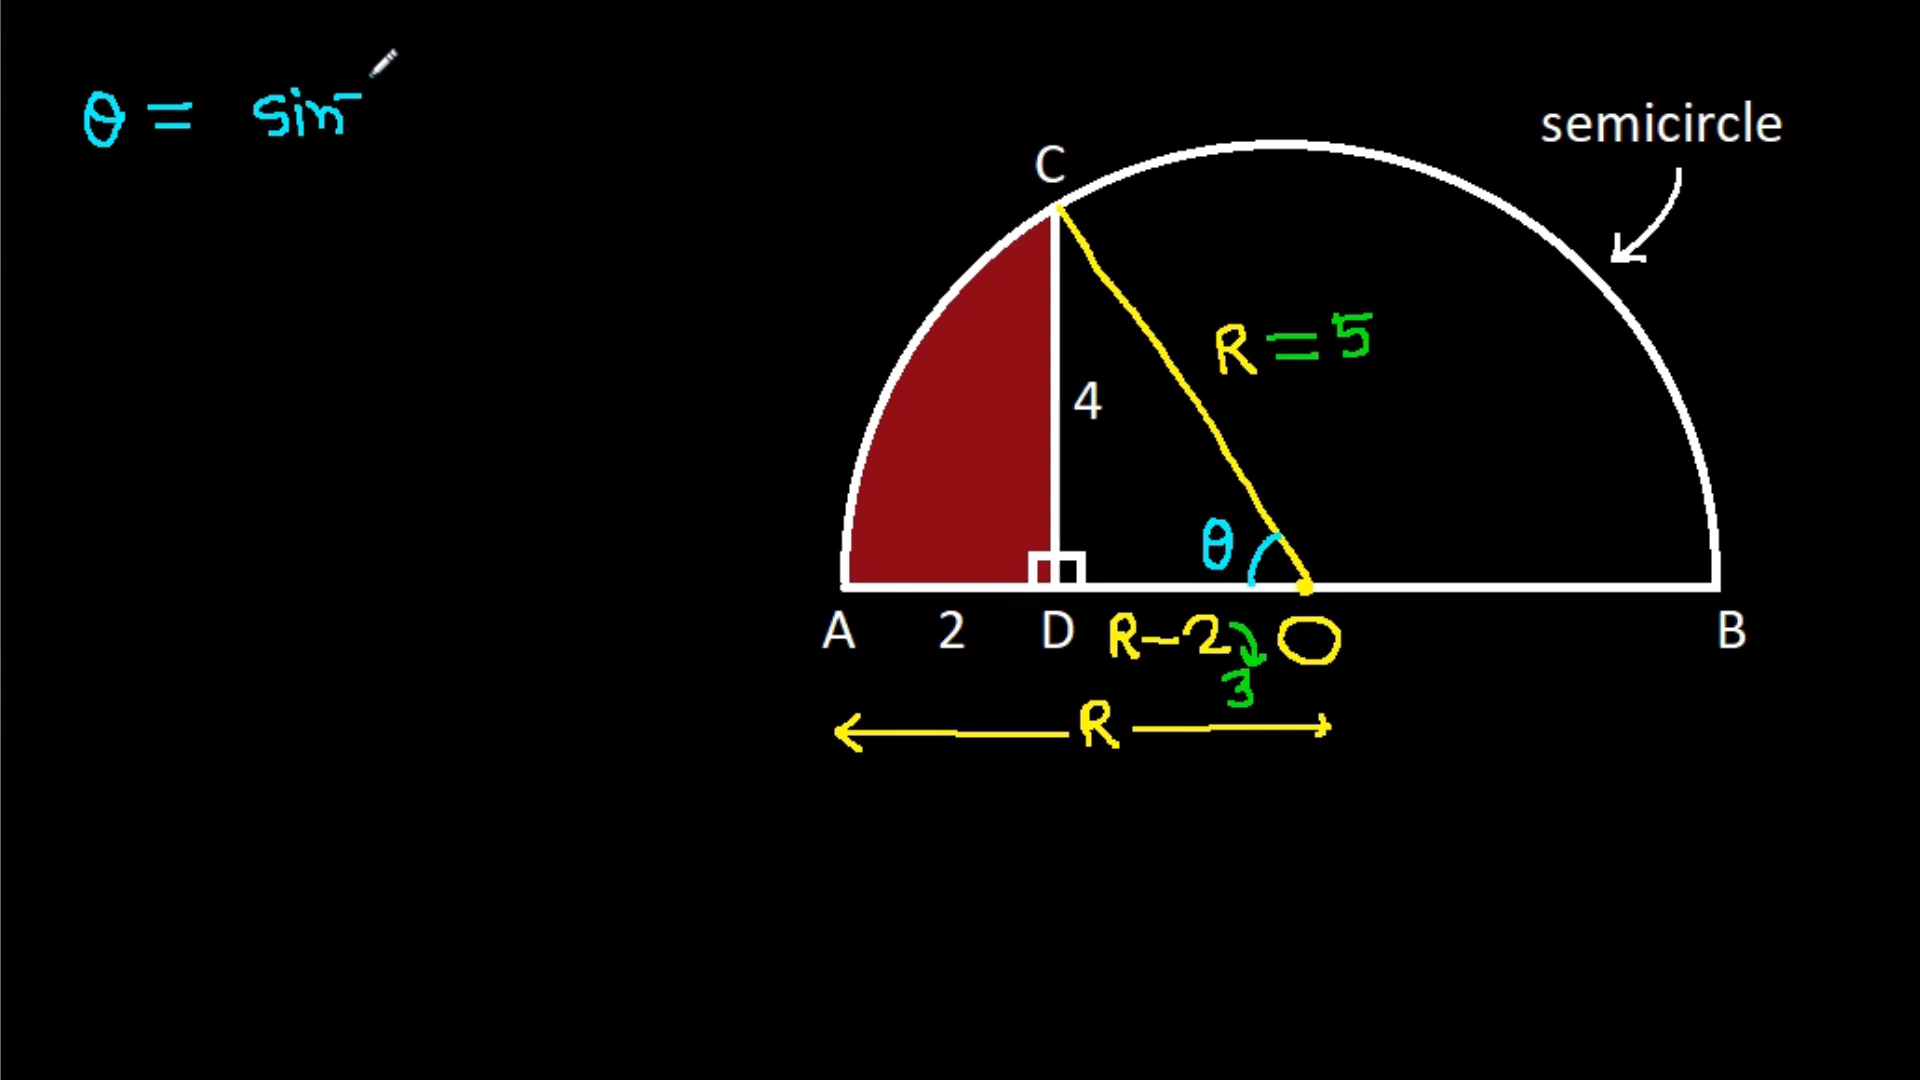 θ = sin⁻
semicircle
C
R = 5
4
θ
A 2 D R-2 O B
3
R